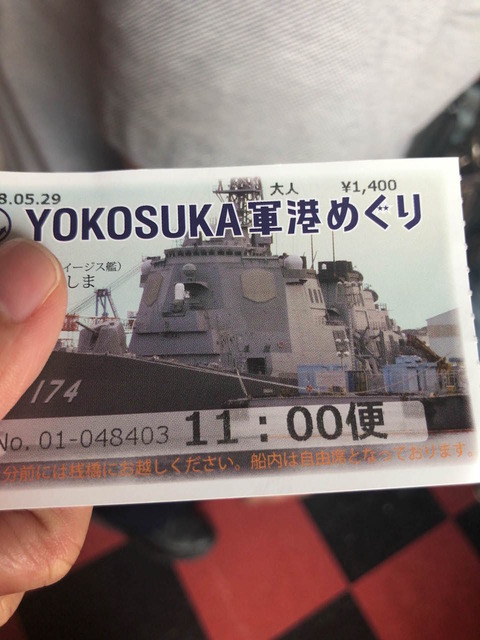 8.05.29
大人 ¥1,400
YOKOSUKA軍港めぐり
イージス艦)
しま
174
No. 01-048403 11:00便
分前には桟橋にお越しください。船内は自由席となっております。